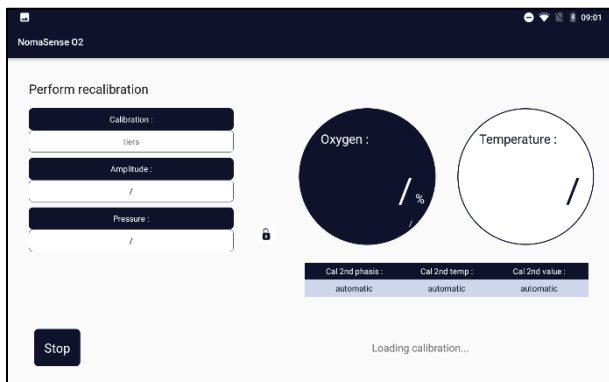 09:01
NomaSense O2
Perform recalibration
Calibration :
tiers
Amplitude :
/
Pressure :
/
Oxygen :
/ %
/
Temperature :
/
Cal 2nd phasis : Cal 2nd temp : Cal 2nd value :
automatic automatic automatic
Stop
Loading calibration...